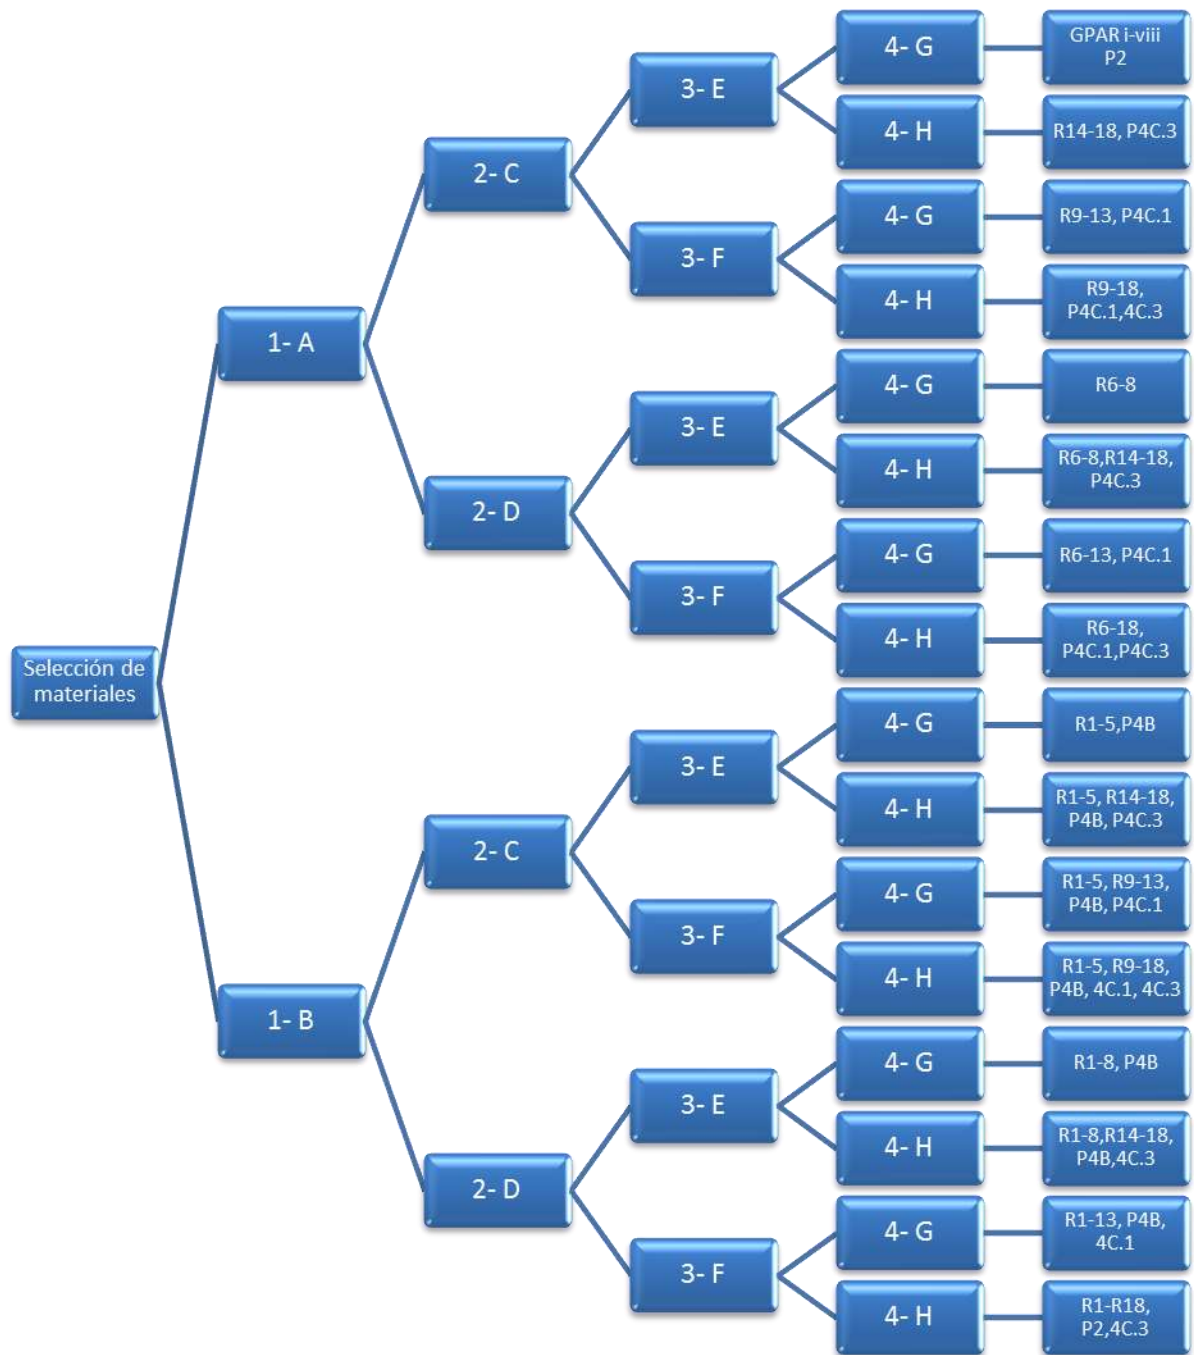 4- G
GPAR i-viii
P2
3- E
4- H
R14-18, P4C.3
2- C
4- G
R9-13, P4C.1
3- F
4- H
R9-18,
P4C.1,4C.3
1- A
4- G
R6-8
3- E
4- H
R6-8,R14-18,
P4C.3
2- D
4- G
R6-13, P4C.1
3- F
4- H
R6-18,
P4C.1,P4C.3
Selección de
materiales
4- G
R1-5,P4B
3- E
4- H
R1-5, R14-18,
P4B, P4C.3
2- C
4- G
R1-5, R9-13,
P4B, P4C.1
3- F
4- H
R1-5, R9-18,
P4B, 4C.1, 4C.3
1- B
4- G
R1-8, P4B
3- E
4- H
R1-8,R14-18,
P4B,4C.3
2- D
4- G
R1-13, P4B,
4C.1
3- F
4- H
R1-R18,
P2,4C.3